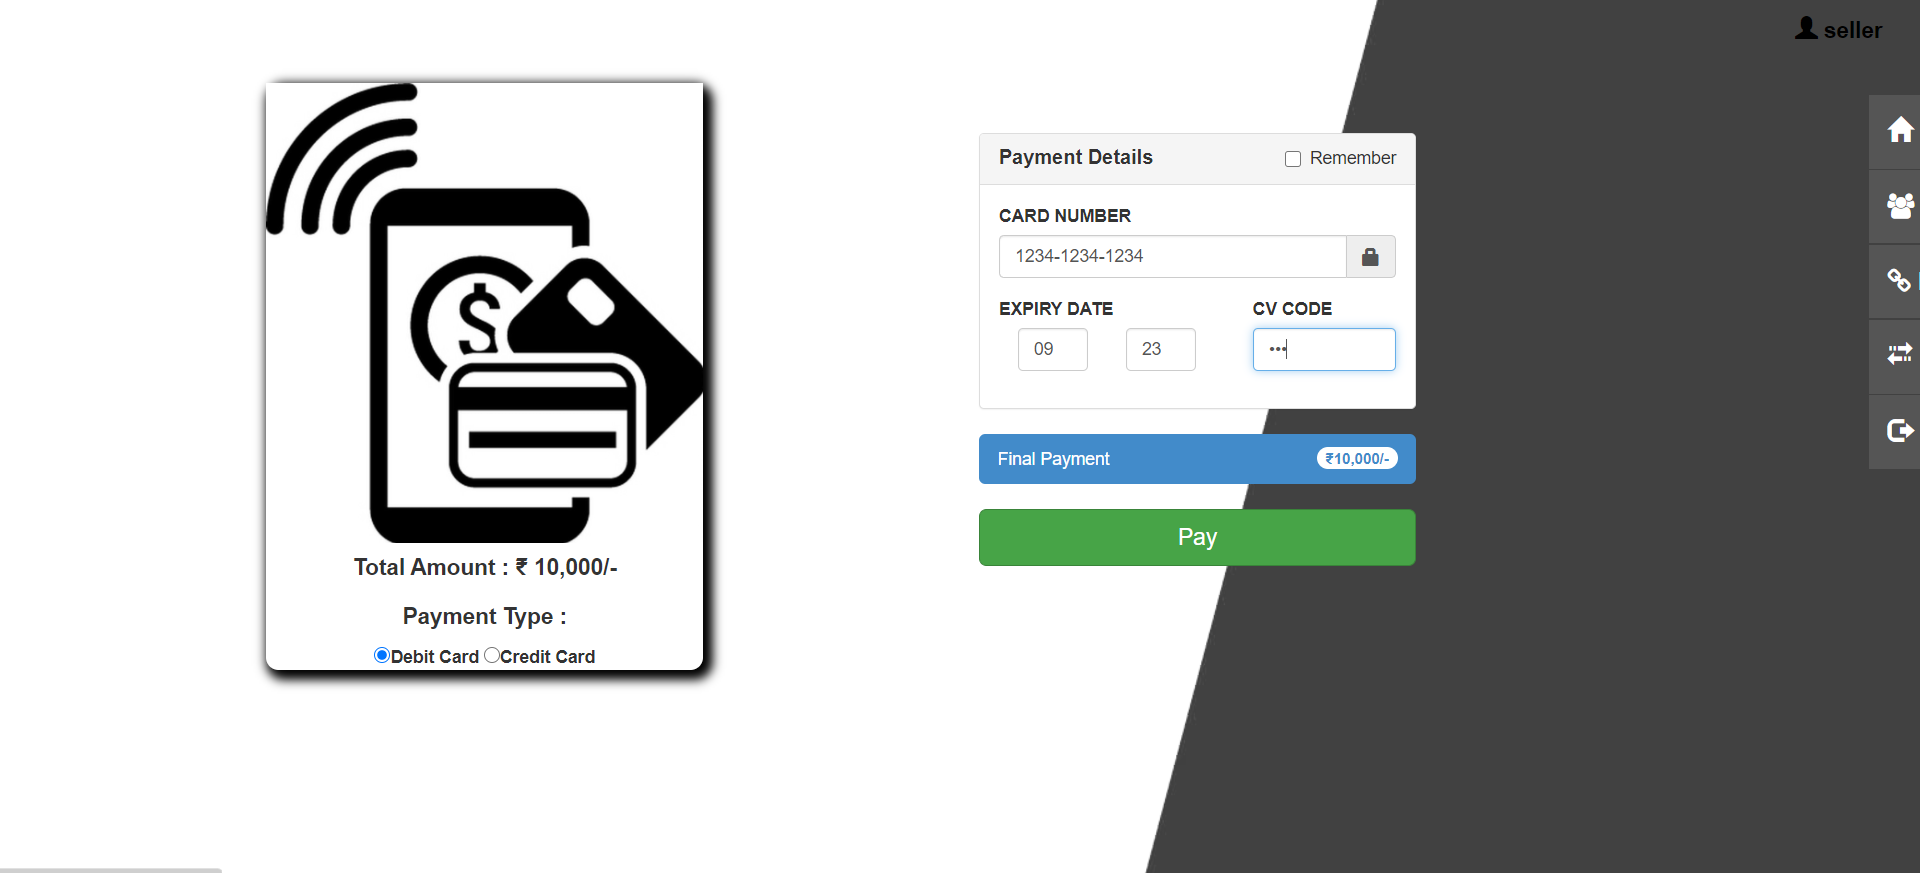 seller
Payment Details
Remember
CARD NUMBER
1234-1234-1234
EXPIRY DATE
CV CODE
09
23
•••
Final Payment
₹10,000/-
Pay
$
Total Amount : ₹ 10,000/-
Payment Type :
Debit Card Credit Card